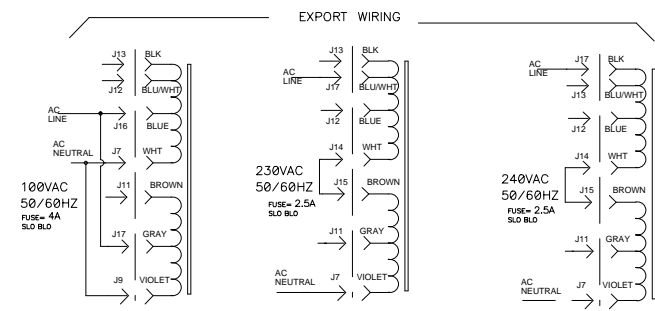 EXPORT WIRING
J13 BLK
J12 BLU/WHT
AC
LINE
J16 BLUE
AC
NEUTRAL
J7 WHT
100VAC
50/60HZ
FUSE= 4A
SLO BLO
J11 BROWN
J17 GRAY
J9 VIOLET
J13 BLK
AC
LINE
J17 BLU/WHT
J12 BLUE
J14 WHT
230VAC
50/60HZ
FUSE= 2.5A
SLO BLO
J15 BROWN
J11 GRAY
AC
NEUTRAL
J7 VIOLET
J17 BLK
AC
LINE
J13 BLU/WHT
J12 BLUE
J14 WHT
240VAC
50/60HZ
FUSE= 2.5A
SLO BLO
J15 BROWN
J11 GRAY
AC
NEUTRAL
J7 VIOLET